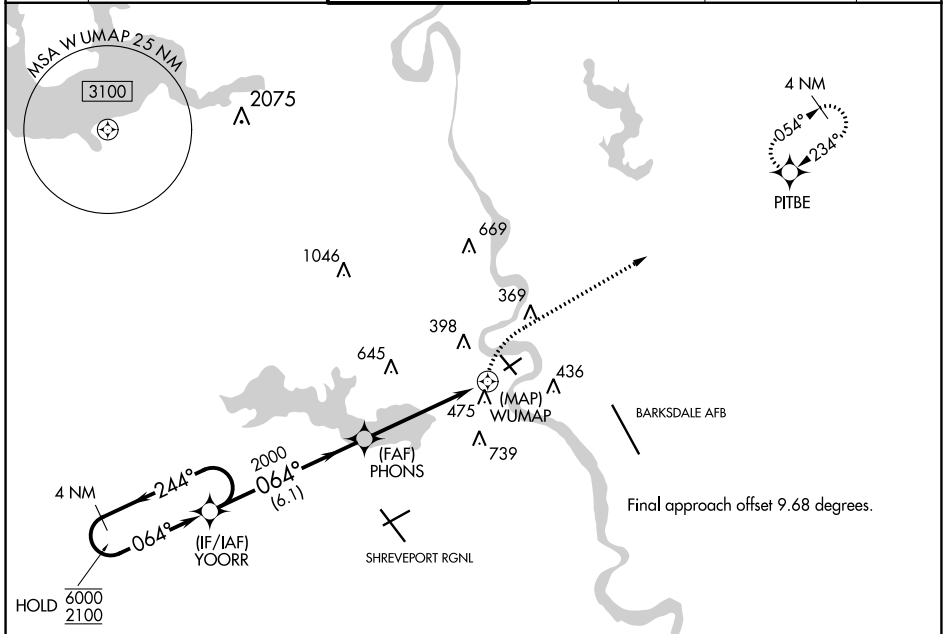 MSA WUMAP 25 NM
3100
2075
4 NM
054°
234°
PITBE
669
1046
369
398
645
436
475
(MAP)
WUMAP
BARKSDALE AFB
739
(FAF)
PHONS
2000
064°
(6.1)
244°
4 NM
064°
(IF/IAF)
YOORR
Final approach offset 9.68 degrees.
SHREVEPORT RGNL
HOLD 6000
2100